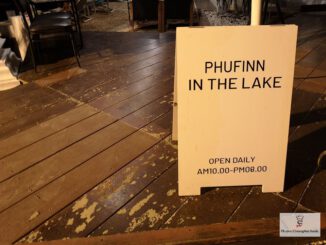 PHUFINN
IN THE LAKE
OPEN DAILY
AM10.00-PM08.00